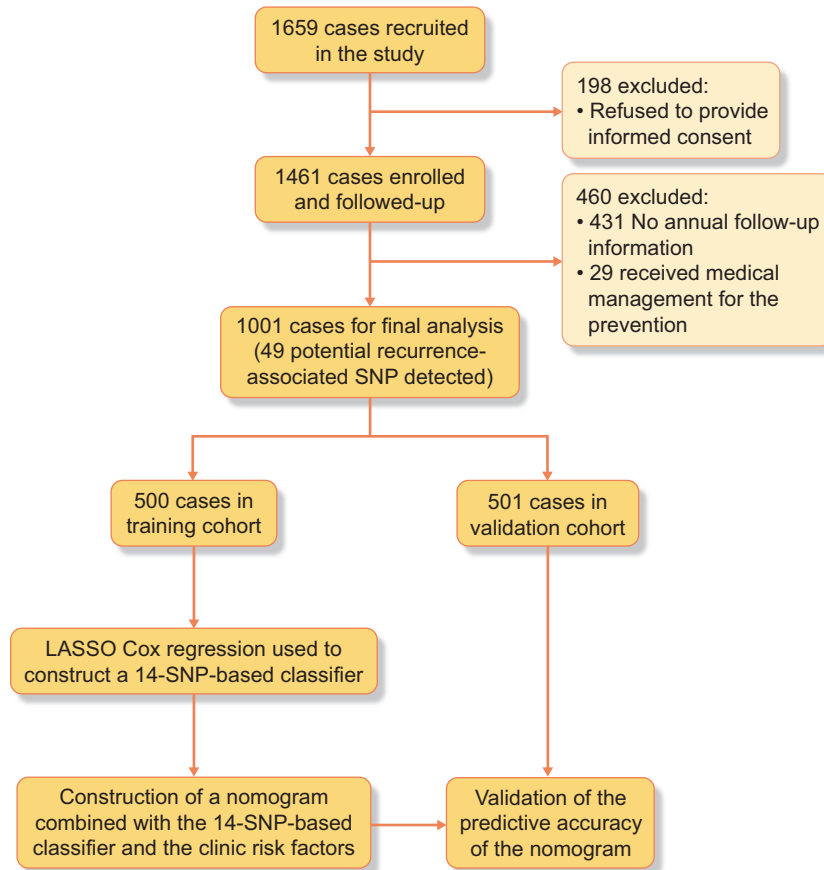 1659 cases recruited
in the study
198 excluded:
• Refused to provide
informed consent
1461 cases enrolled
and followed-up
460 excluded:
• 431 No annual follow-up
information
• 29 received medical
management for the
prevention
1001 cases for final analysis
(49 potential recurrence-
associated SNP detected)
500 cases in
training cohort
501 cases in
validation cohort
LASSO Cox regression used to
construct a 14-SNP-based classifier
Construction of a nomogram
combined with the 14-SNP-based
classifier and the clinic risk factors
Validation of the
predictive accuracy
of the nomogram